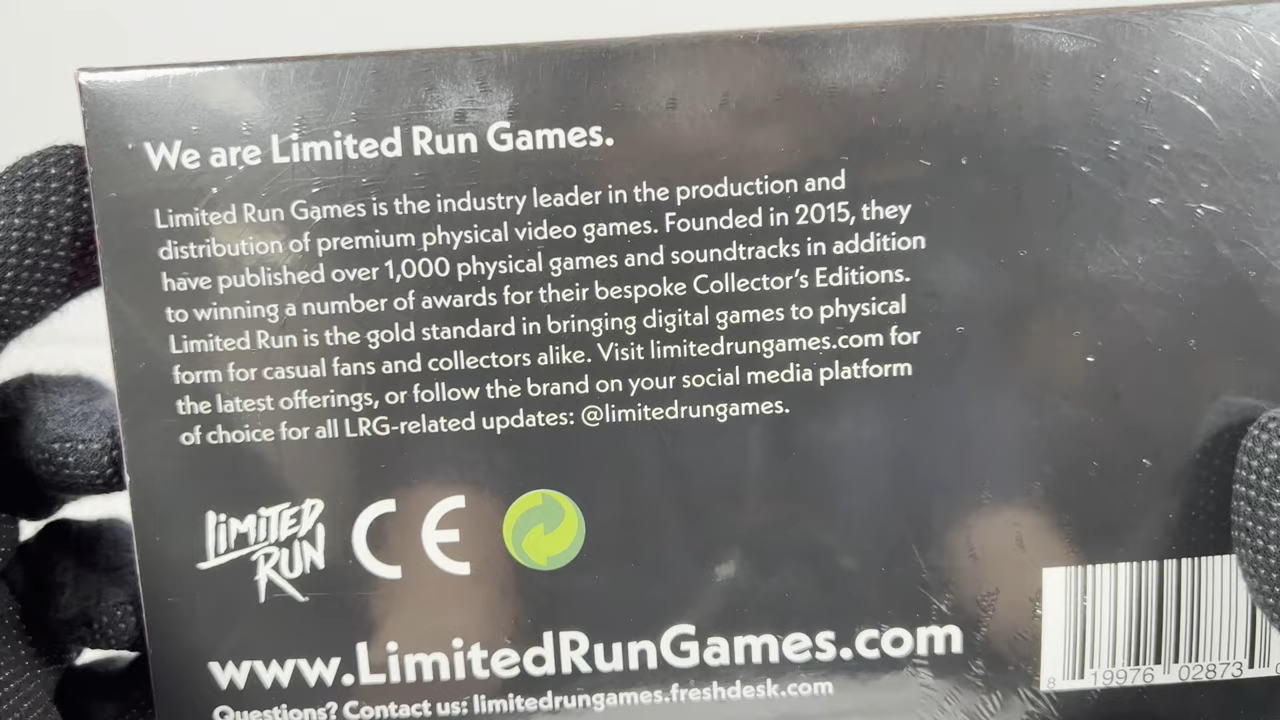 We are Limited Run Games.
Limited Run Games is the industry leader in the production and
distribution of premium physical video games. Founded in 2015, they
have published over 1,000 physical games and soundtracks in addition
to winning a number of awards for their bespoke Collector's Editions.
Limited Run is the gold standard in bringing digital games to physical
form for casual fans and collectors alike. Visit limitedrungames.com for
the latest offerings, or follow the brand on your social media platform
of choice for all LRG-related updates: @limitedrungames.
LIMITED
RUN
CE
www.LimitedRunGames.com
Questions? Contact us: limitedrungames.freshdesk.com
8 19976 02873